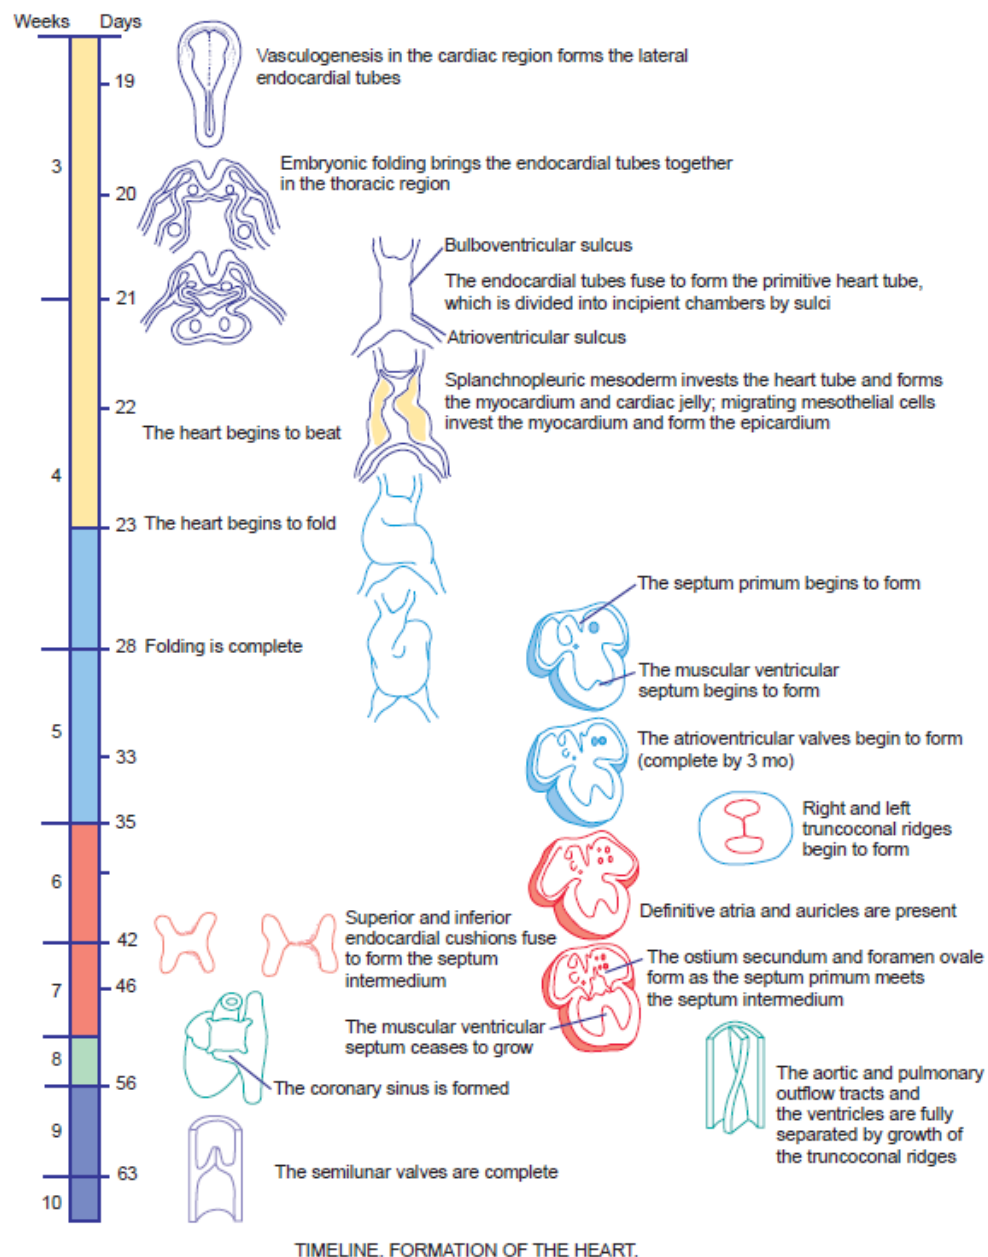 Weeks Days
Vasculogenesis in the cardiac region forms the lateral
endocardial tubes
19
3
Embryonic folding brings the endocardial tubes together
in the thoracic region
20
Bulboventricular sulcus
The endocardial tubes fuse to form the primitive heart tube,
which is divided into incipient chambers by sulci
21
Atrioventricular sulcus
Splanchnopleuric mesoderm invests the heart tube and forms
the myocardium and cardiac jelly; migrating mesothelial cells
invest the myocardium and form the epicardium
22
The heart begins to beat
4
23 The heart begins to fold
The septum primum begins to form
28 Folding is complete
The muscular ventricular
septum begins to form
5
The atrioventricular valves begin to form
(complete by 3 mo)
33
Right and left
truncoconal ridges
begin to form
35
6
Definitive atria and auricles are present
Superior and inferior
endocardial cushions fuse
to form the septum
intermedium
42
The ostium secundum and foramen ovale
form as the septum primum meets
the septum intermedium
46
7
The muscular ventricular
septum ceases to grow
8
56
The coronary sinus is formed
The aortic and pulmonary
outflow tracts and
the ventricles are fully
separated by growth of
the truncoconal ridges
9
63
The semilunar valves are complete
10
TIMELINE. FORMATION OF THE HEART.